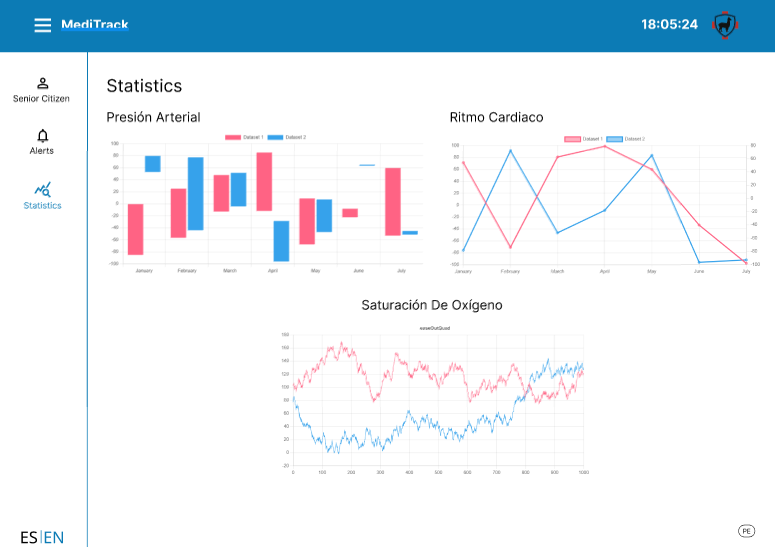 MediTrack
18:05:24
Senior Citizen
Alerts
Statistics
ES|EN
Statistics
Presión Arterial
Dataset 1 Dataset 2
100
80
60
40
20
0
-20
-40
-60
-80
-100
January February March April May June July
Ritmo Cardiaco
Dataset 1 Dataset 2
100
80
60
40
20
0
-20
-40
-60
-80
-100
80
60
40
20
0
-20
-40
-60
-80
-100
January February March April May June July
Saturación De Oxígeno
easeOutQuad
180
160
140
120
100
80
60
40
20
0
20
0 100 200 300 400 500 600 700 800 900 1000
PE